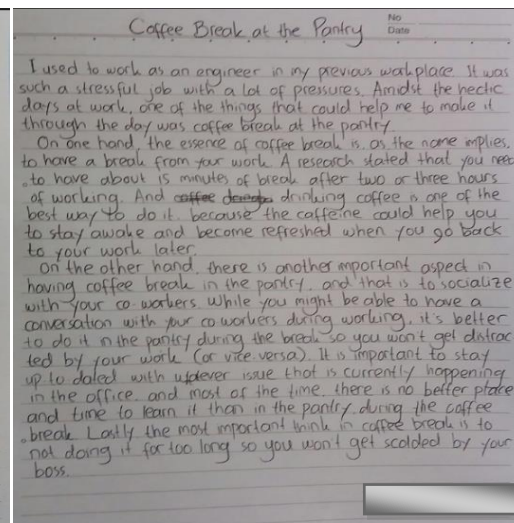 Coffee Break at the Pantry
No
Date
I used to work as an engineer in my previous workplace. It was
such a stressful job with a lot of pressures. Amidst the hectic
days at work, one of the things that could help me to make it
through the day was coffee break at the pantry.
On one hand, the essence of coffee break is, as the name implies,
to have a break from your work. A research stated that you need
to have about 15 minutes of break after two or three hours
of working. And drinking coffee is one of the
best way to do it, because the caffeine could help you
to stay awake and become refreshed when you go back
to your work later.
On the other hand, there is another important aspect in
having coffee break in the pantry, and that is to socialize
with your co-workers. While you might be able to have a
conversation with your co workers during working, it's better
to do it in the pantry during the break so you won't get distrac
ted by your work (or vize versa). It is important to stay
up to dated with issue that is currently happening
in the office, and most of the time, there is no better place
and time to learn it than in the pantry, during the coffee
break. Lastly the most important think in coffee break is to
not doing it for too long so you won't get scolded by your
boss.